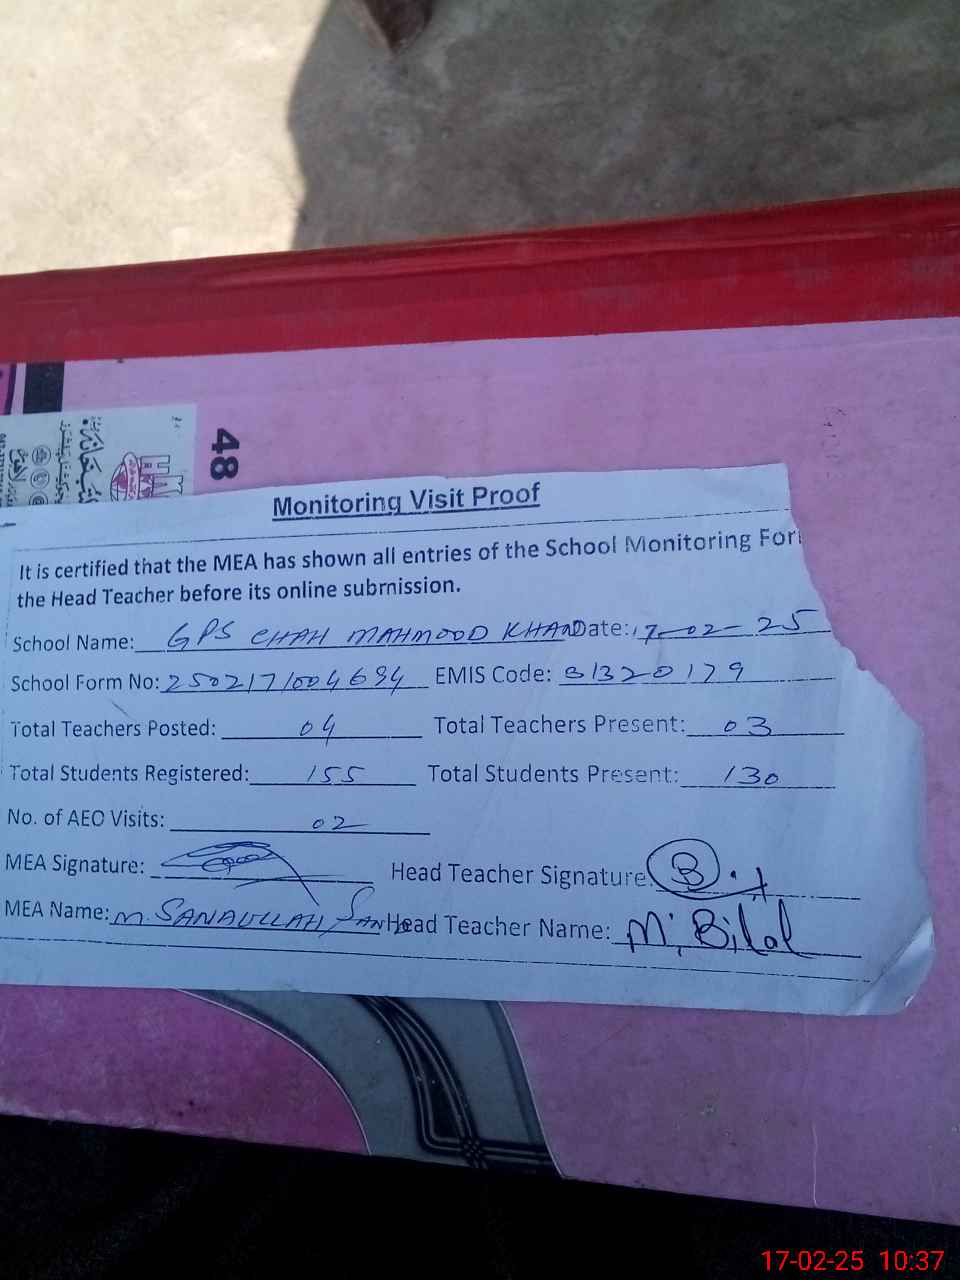 48
Monitoring Visit Proof
It is certified that the MEA has shown all entries of the School Monitoring For
the Head Teacher before its online submission.
School Name: GPS CHAH MAHMOOD KHAN Date: 17-02-25
School Form No: 2502171004694 EMIS Code: 31320179
Total Teachers Posted: 04 Total Teachers Present: 03
Total Students Registered: 155 Total Students Present: 130
No. of AEO Visits: 02
MEA Signature: Head Teacher Signature: B
MEA Name: M. SANAULLAH Head Teacher Name: M. Bilal
17-02-25 10:37